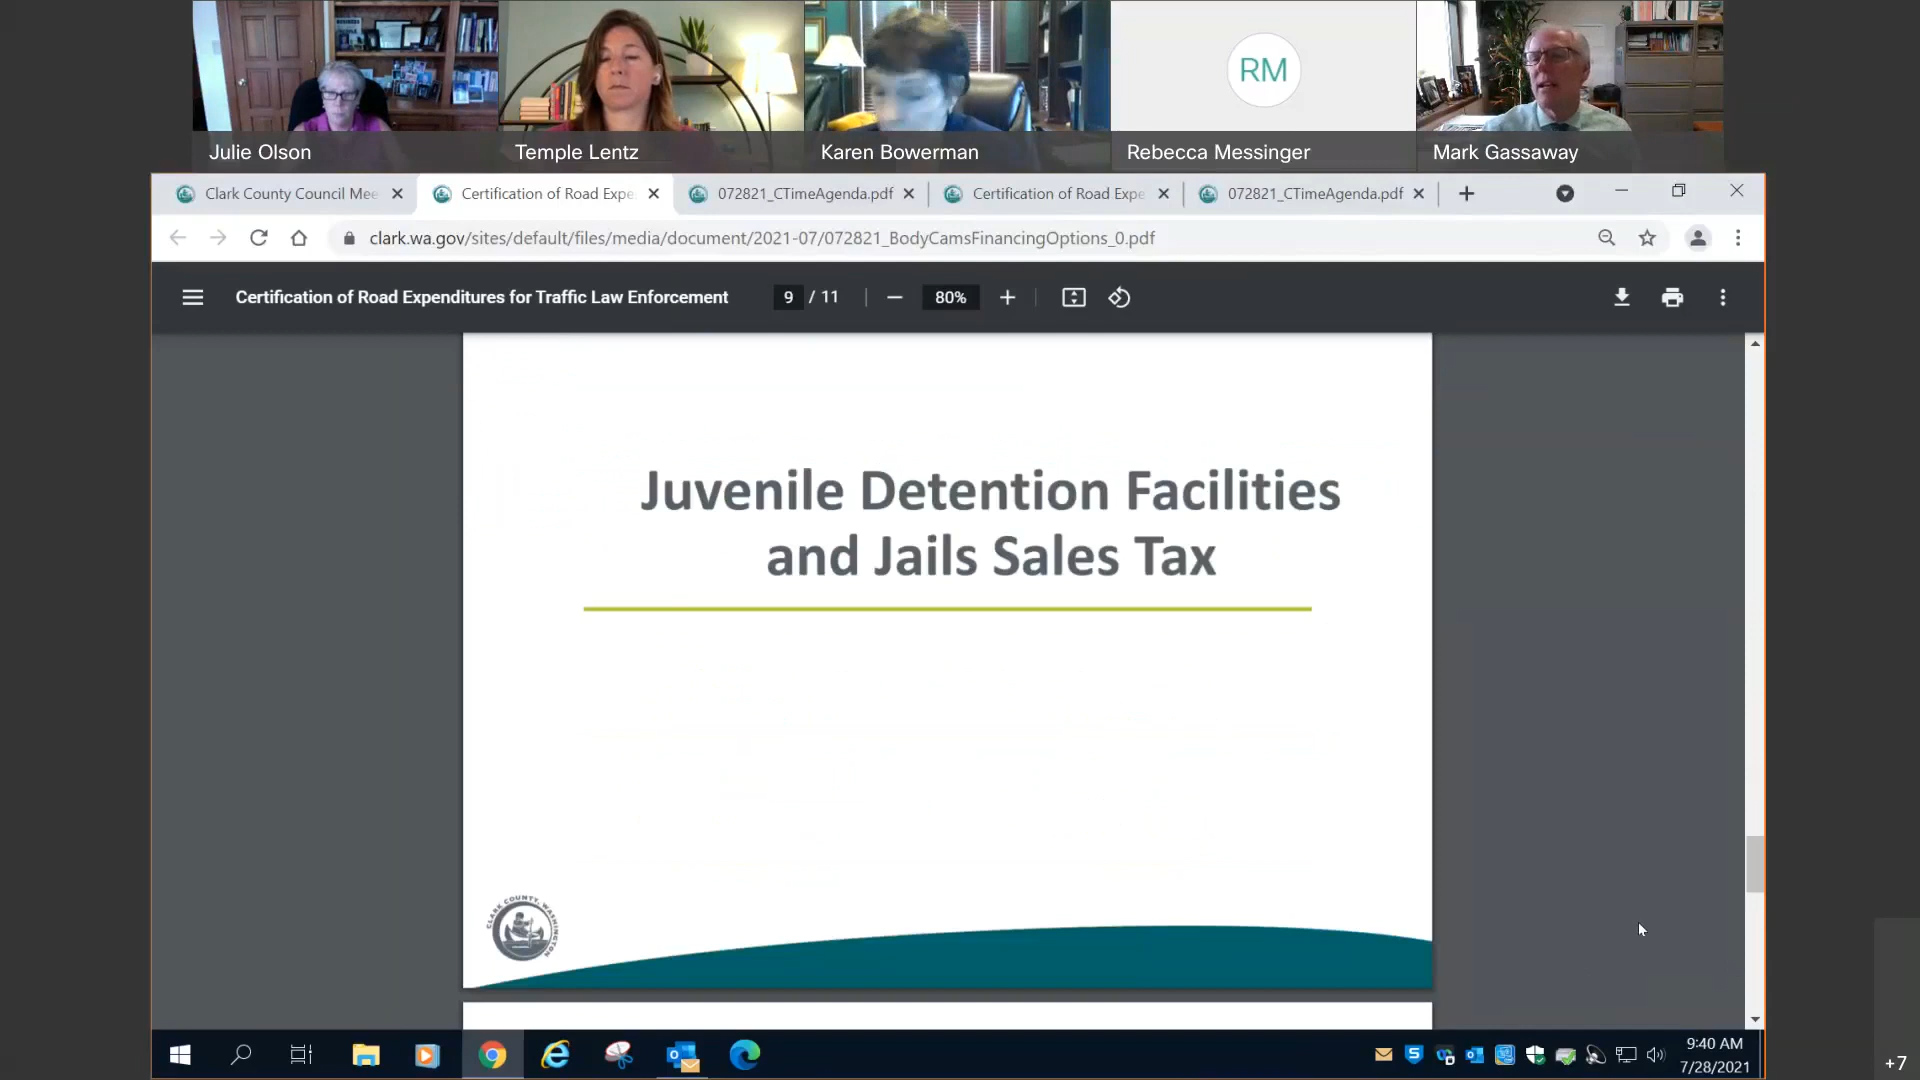 Julie Olson
Temple Lentz
Karen Bowerman
RM
Rebecca Messinger
Mark Gassaway
Clark County Council Mee
Certification of Road Expe
072821_CTimeAgenda.pdf
Certification of Road Expe
072821_CTimeAgenda.pdf
clark.wa.gov/sites/default/files/media/document/2021-07/072821_BodyCamsFinancingOptions_0.pdf
Certification of Road Expenditures for Traffic Law Enforcement
9 / 11
80%
Juvenile Detention Facilities
and Jails Sales Tax
CLARK COUNTY, WASHINGTON
9:40 AM
7/28/2021
+7